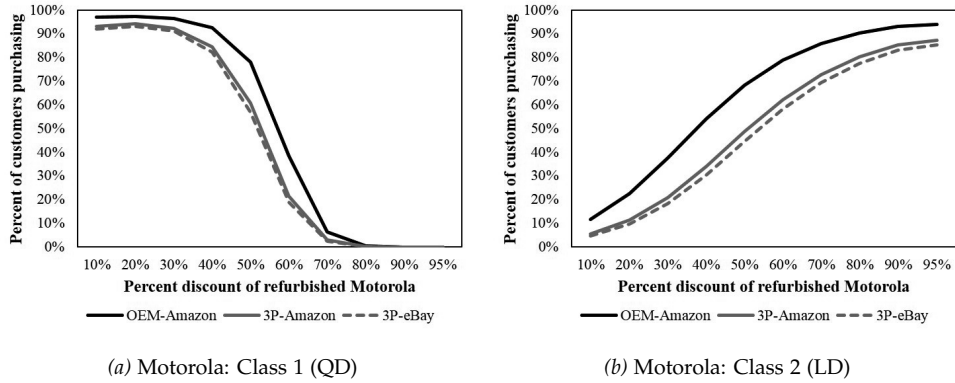 100%
90%
80%
70%
60%
50%
40%
30%
20%
10%
0%
Percent of customers purchasing
10% 20% 30% 40% 50% 60% 70% 80% 90% 95%
Percent discount of refurbished Motorola
OEM-Amazon 3P-Amazon 3P-eBay
(a) Motorola: Class 1 (QD)
100%
90%
80%
70%
60%
50%
40%
30%
20%
10%
0%
Percent of customers purchasing
10% 20% 30% 40% 50% 60% 70% 80% 90% 95%
Percent discount of refurbished Motorola
OEM-Amazon 3P-Amazon 3P-eBay
(b) Motorola: Class 2 (LD)